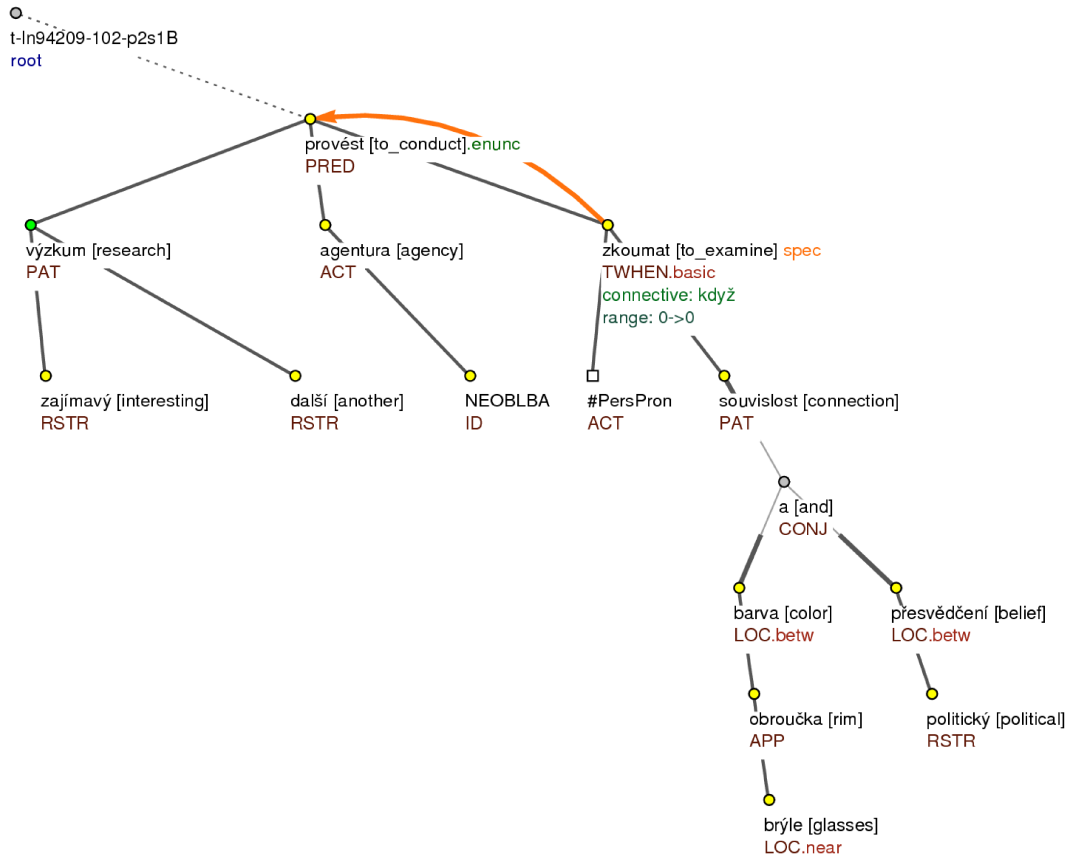 t-ln94209-102-p2s1B
root
provést [to_conduct].enunc
PRED
výzkum [research]
PAT
agentura [agency]
ACT
zkoumat [to_examine] spec
TWHEN.basic
connective: když
range: 0->0
zajímavý [interesting]
RSTR
další [another]
RSTR
NEOBLBA
ID
#PersPron
ACT
souvislost [connection]
PAT
a [and]
CONJ
barva [color]
LOC.betw
přesvědčení [belief]
LOC.betw
obroučka [rim]
APP
politický [political]
RSTR
brýle [glasses]
LOC.near